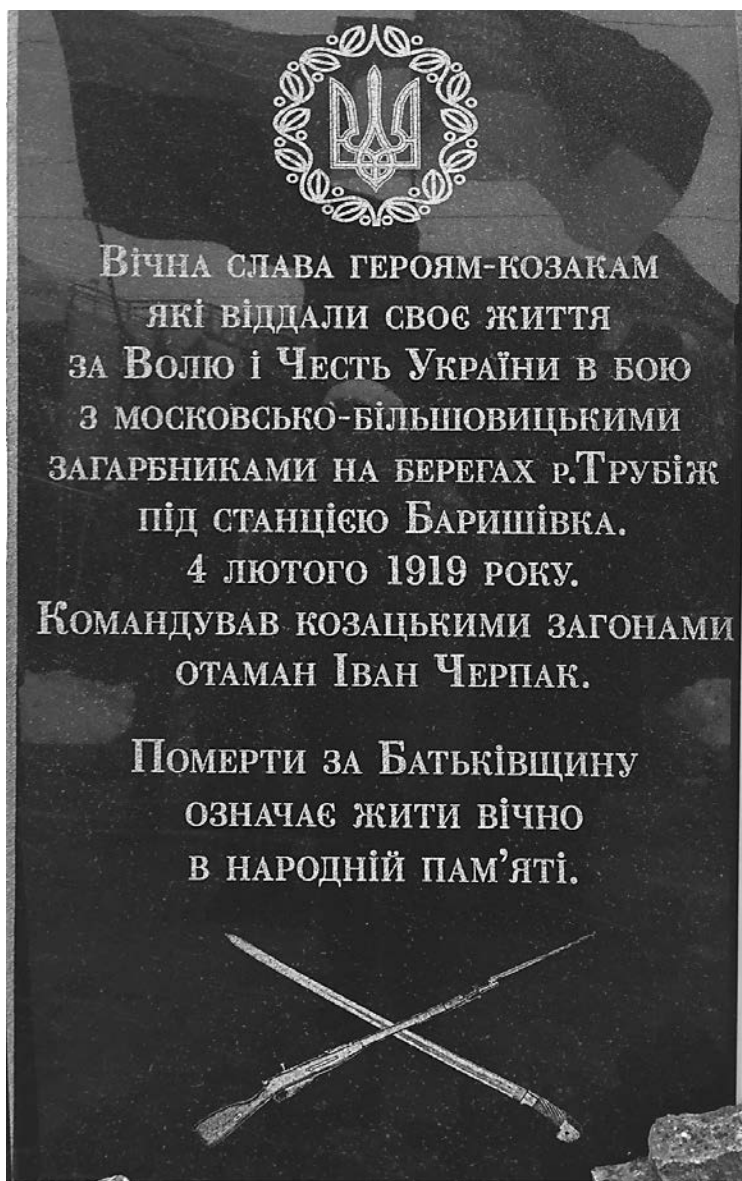 Вічна слава героям-козакам
які віддали своє життя
за Волю і Честь України в бою
з московсько-більшовицькими
загарбниками на берегах р.Трубіж
під станцією Баришівка.
4 лютого 1919 року.
Командував козацькими загонами
отаман Іван Черпак.
Померти за Батьківщину
означає жити вічно
в народній пам’яті.